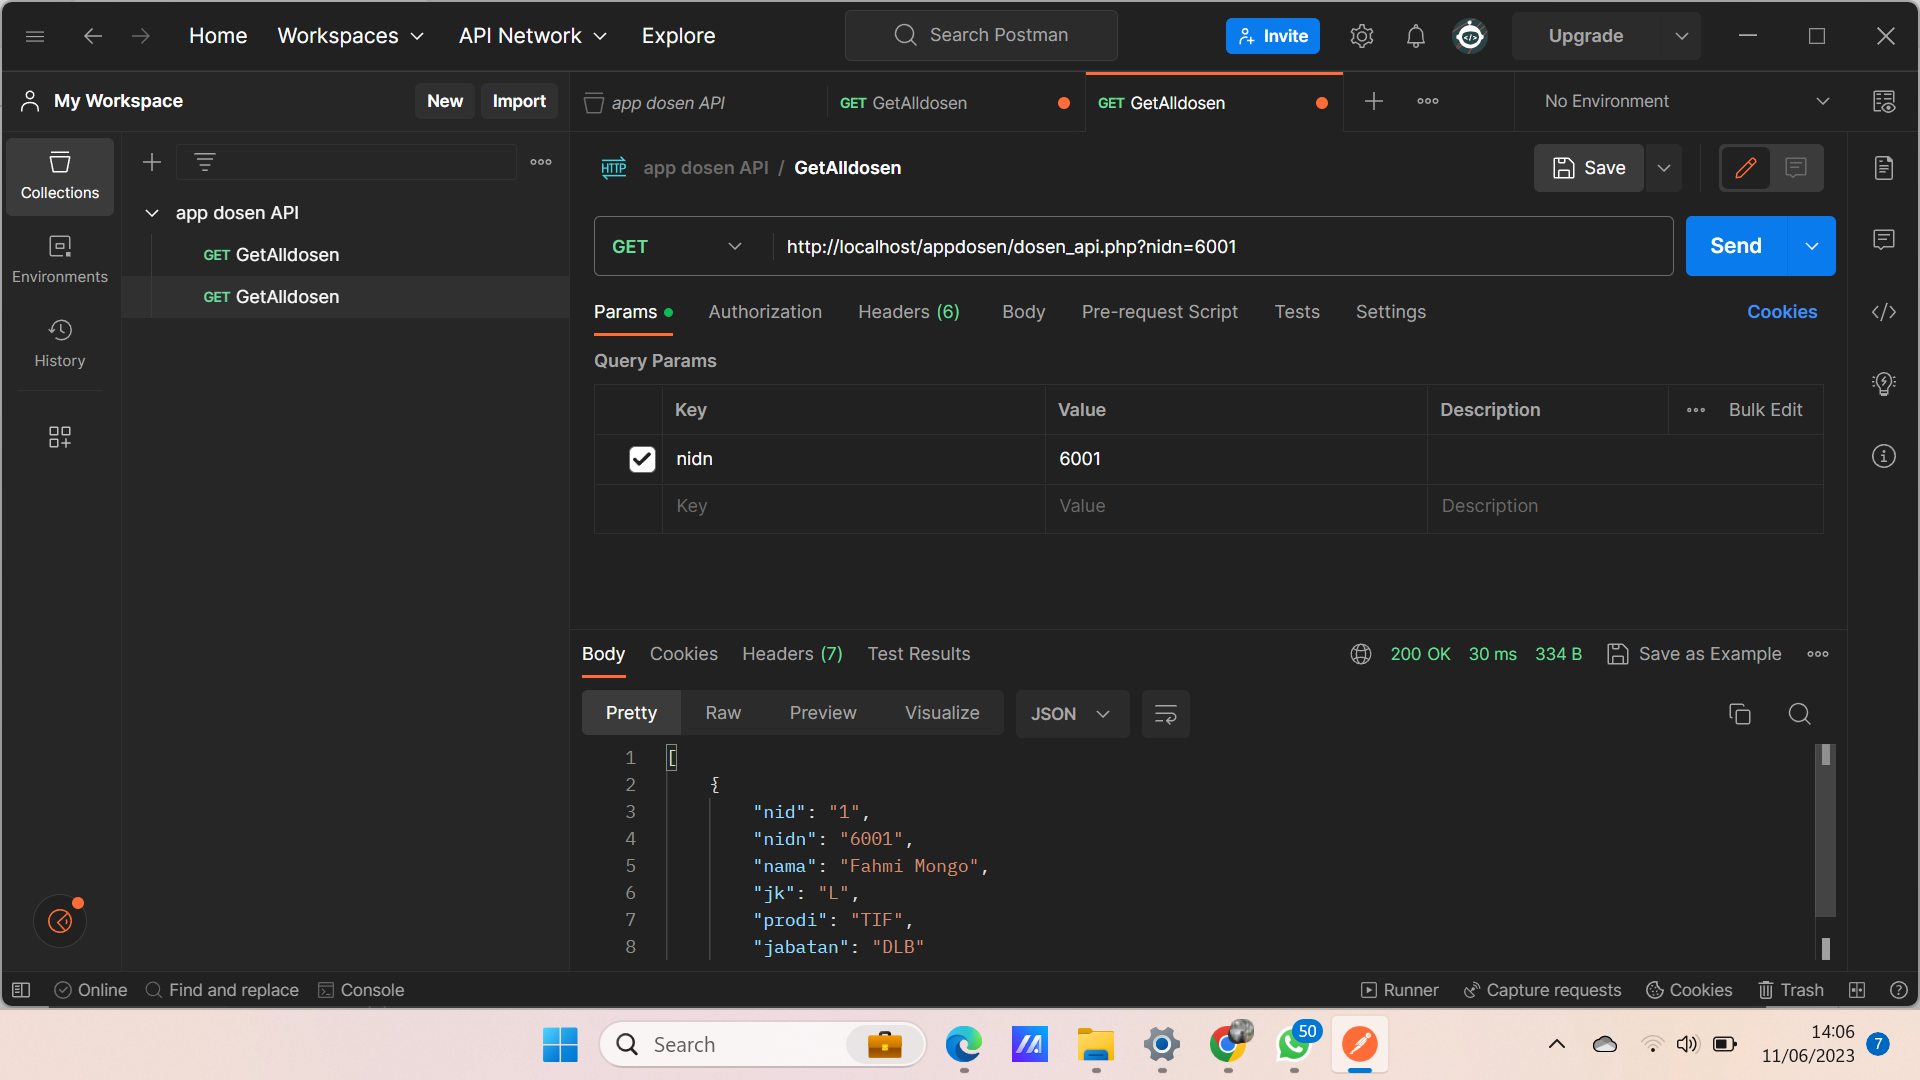 Home Workspaces API Network Explore Search Postman Invite Upgrade
My Workspace New Import app dosen API GET GetAlldosen GET GetAlldosen No Environment
Collections
Environments
History
app dosen API
GET GetAlldosen
GET GetAlldosen
HTTP app dosen API / GetAlldosen Save
GET http://localhost/appdosen/dosen_api.php?nidn=6001 Send
Params Authorization Headers (6) Body Pre-request Script Tests Settings Cookies
Query Params
Key Value Description Bulk Edit
nidn 6001
Key Value Description
Body Cookies Headers (7) Test Results 200 OK 30 ms 334 B Save as Example
Pretty Raw Preview Visualize JSON
1 [
2 {
3 "nid": "1",
4 "nidn": "6001",
5 "nama": "Fahmi Mongo",
6 "jk": "L",
7 "prodi": "TIF",
8 "jabatan": "DLB"
Online Find and replace Console Runner Capture requests Cookies Trash
Search 50 14:06
11/06/2023 7